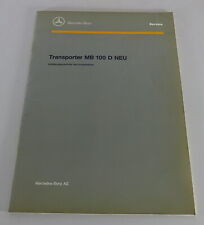 Mercedes-Benz
Service
Transporter MB 100 D NEU
Mercedes-Benz AG